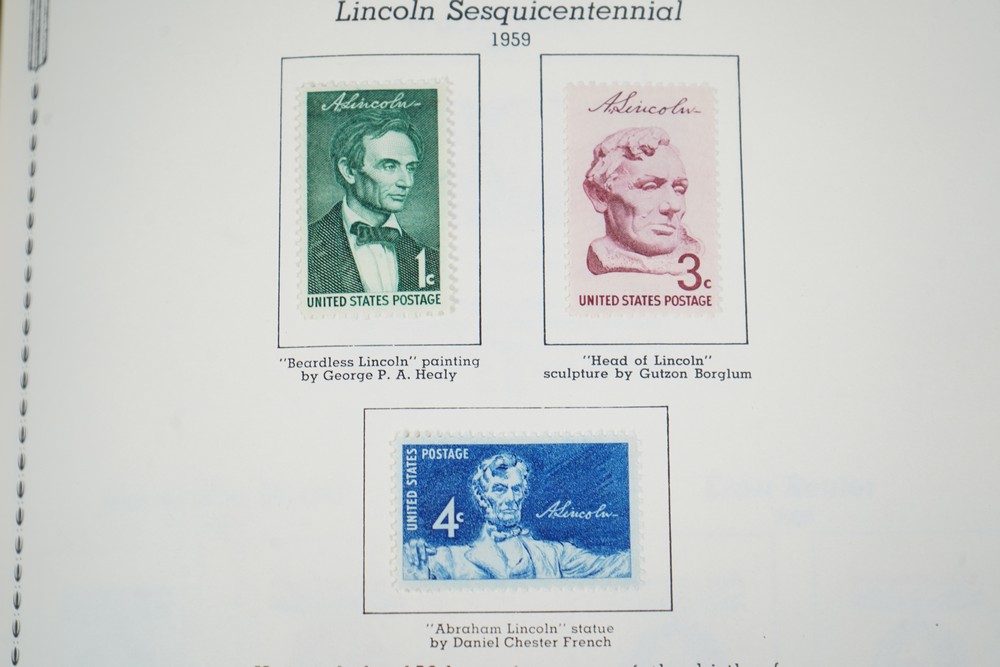 Lincoln Sesquicentennial
1959
A. Lincoln
1c
UNITED STATES POSTAGE
"Beardless Lincoln" painting
by George P. A. Healy
A. Lincoln
3c
UNITED STATES POSTAGE
"Head of Lincoln"
sculpture by Gutzon Borglum
UNITED STATES POSTAGE
4c
A. Lincoln
"Abraham Lincoln" statue
by Daniel Chester French